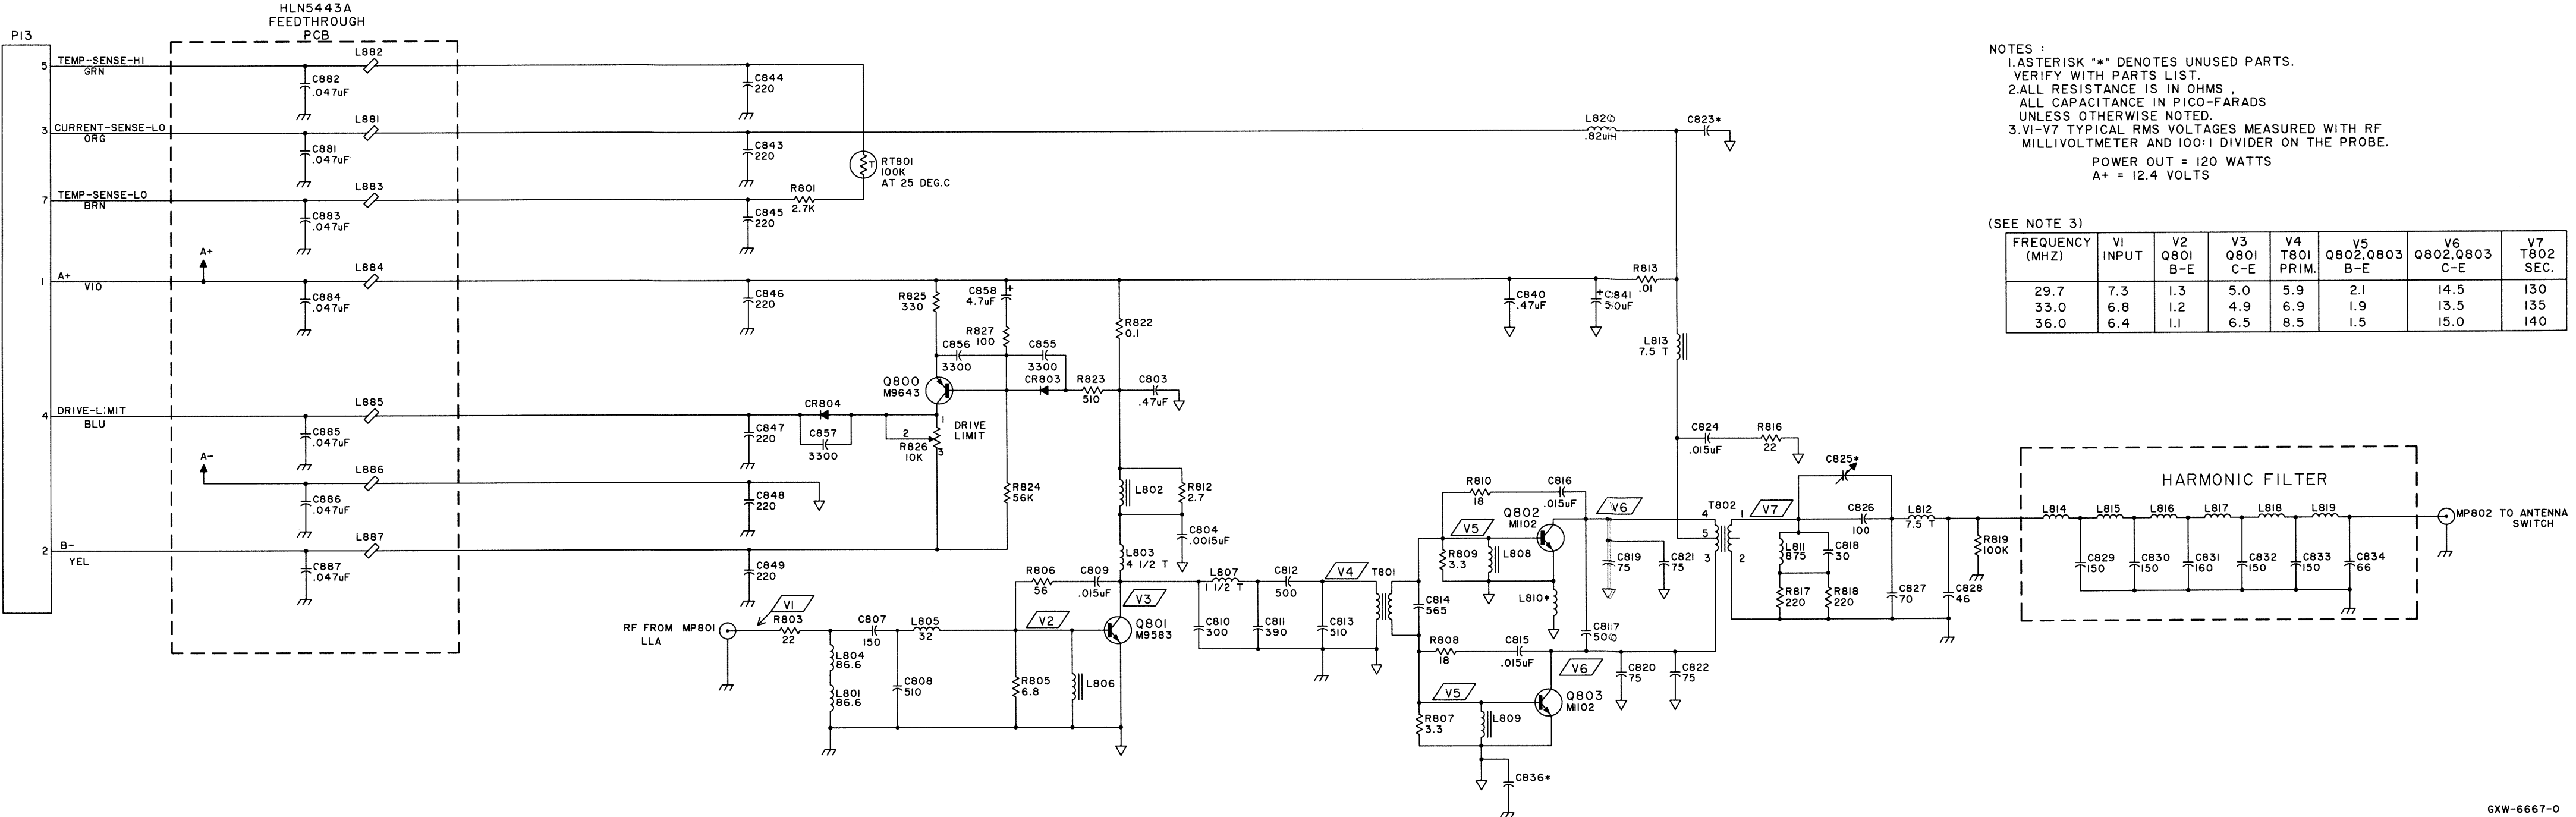 HLN5443A
FEEDTHROUGH
PCB
P13
5 TEMP-SENSE-HI
GRN
L882
C882
.047uF
C844
220
3 CURRENT-SENSE-LO
ORG
L881
C881
.047uF
C843
220
L820
.82uH
C823*
RT801
100K
AT 25 DEG.C
7 TEMP-SENSE-LO
BRN
L883
C883
.047uF
C845
220
R801
2.7K
A+
1 A+
VIO
L884
C884
.047uF
C846
220
R825
330
C858
4.7uF
+
R827
100
R822
0.1
C840
.47uF
+
C841
50uF
R813
.01
L813
7.5 T
C856
3300
C855
3300
Q800
M9643
CR803
R823
510
C803
.47uF
4 DRIVE-LIMIT
BLU
L885
C885
.047uF
C847
220
CR804
C857
3300
1
2
3
R826
10K
DRIVE
LIMIT
A-
L886
C886
.047uF
C848
220
R824
56K
L802
R812
2.7
C804
.0015uF
L803
4 1/2 T
2 B-
YEL
L887
C887
.047uF
C849
220
RF FROM MP801
LLA
V1
R803
22
L804
86.6
L801
86.6
C807
150
C808
510
L805
32
R806
56
C809
.015uF
V2
V3
R805
6.8
L806
Q801
M9583
C810
300
L807
1 1/2 T
C811
390
C812
500
C813
510
V4
T801
C814
565
R810
18
C816
.015uF
V5
R809
3.3
L808
Q802
M1102
L810*
V6
C819
75
C821
75
C817
500
R808
18
C815
.015uF
V6
V5
R807
3.3
L809
Q803
M1102
C820
75
C822
75
C836*
C824
.015uF
R816
22
T802
4
5
3
1
2
V7
C825*
C826
100
L811
875
C818
30
R817
220
R818
220
C827
70
L812
7.5 T
C828
46
R819
100K
HARMONIC FILTER
L814
L815
L816
L817
L818
L819
C829
150
C830
150
C831
160
C832
150
C833
150
C834
66
MP802 TO ANTENNA
SWITCH
NOTES :
1.ASTERISK "*" DENOTES UNUSED PARTS.
VERIFY WITH PARTS LIST.
2.ALL RESISTANCE IS IN OHMS ,
ALL CAPACITANCE IN PICO-FARADS
UNLESS OTHERWISE NOTED.
3.V1-V7 TYPICAL RMS VOLTAGES MEASURED WITH RF
MILLIVOLTMETER AND 100:1 DIVIDER ON THE PROBE.
POWER OUT = 120 WATTS
A+ = 12.4 VOLTS
(SEE NOTE 3)
FREQUENCY V1 V2 V3 V4 V5 V6 V7
(MHZ) INPUT Q801 Q801 T801 Q802,Q803 Q802,Q803 T802
B-E C-E PRIM. B-E C-E SEC.
29.7 7.3 1.3 5.0 5.9 2.1 14.5 130
33.0 6.8 1.2 4.9 6.9 1.9 13.5 135
36.0 6.4 1.1 6.5 8.5 1.5 15.0 140
GXW-6667-O